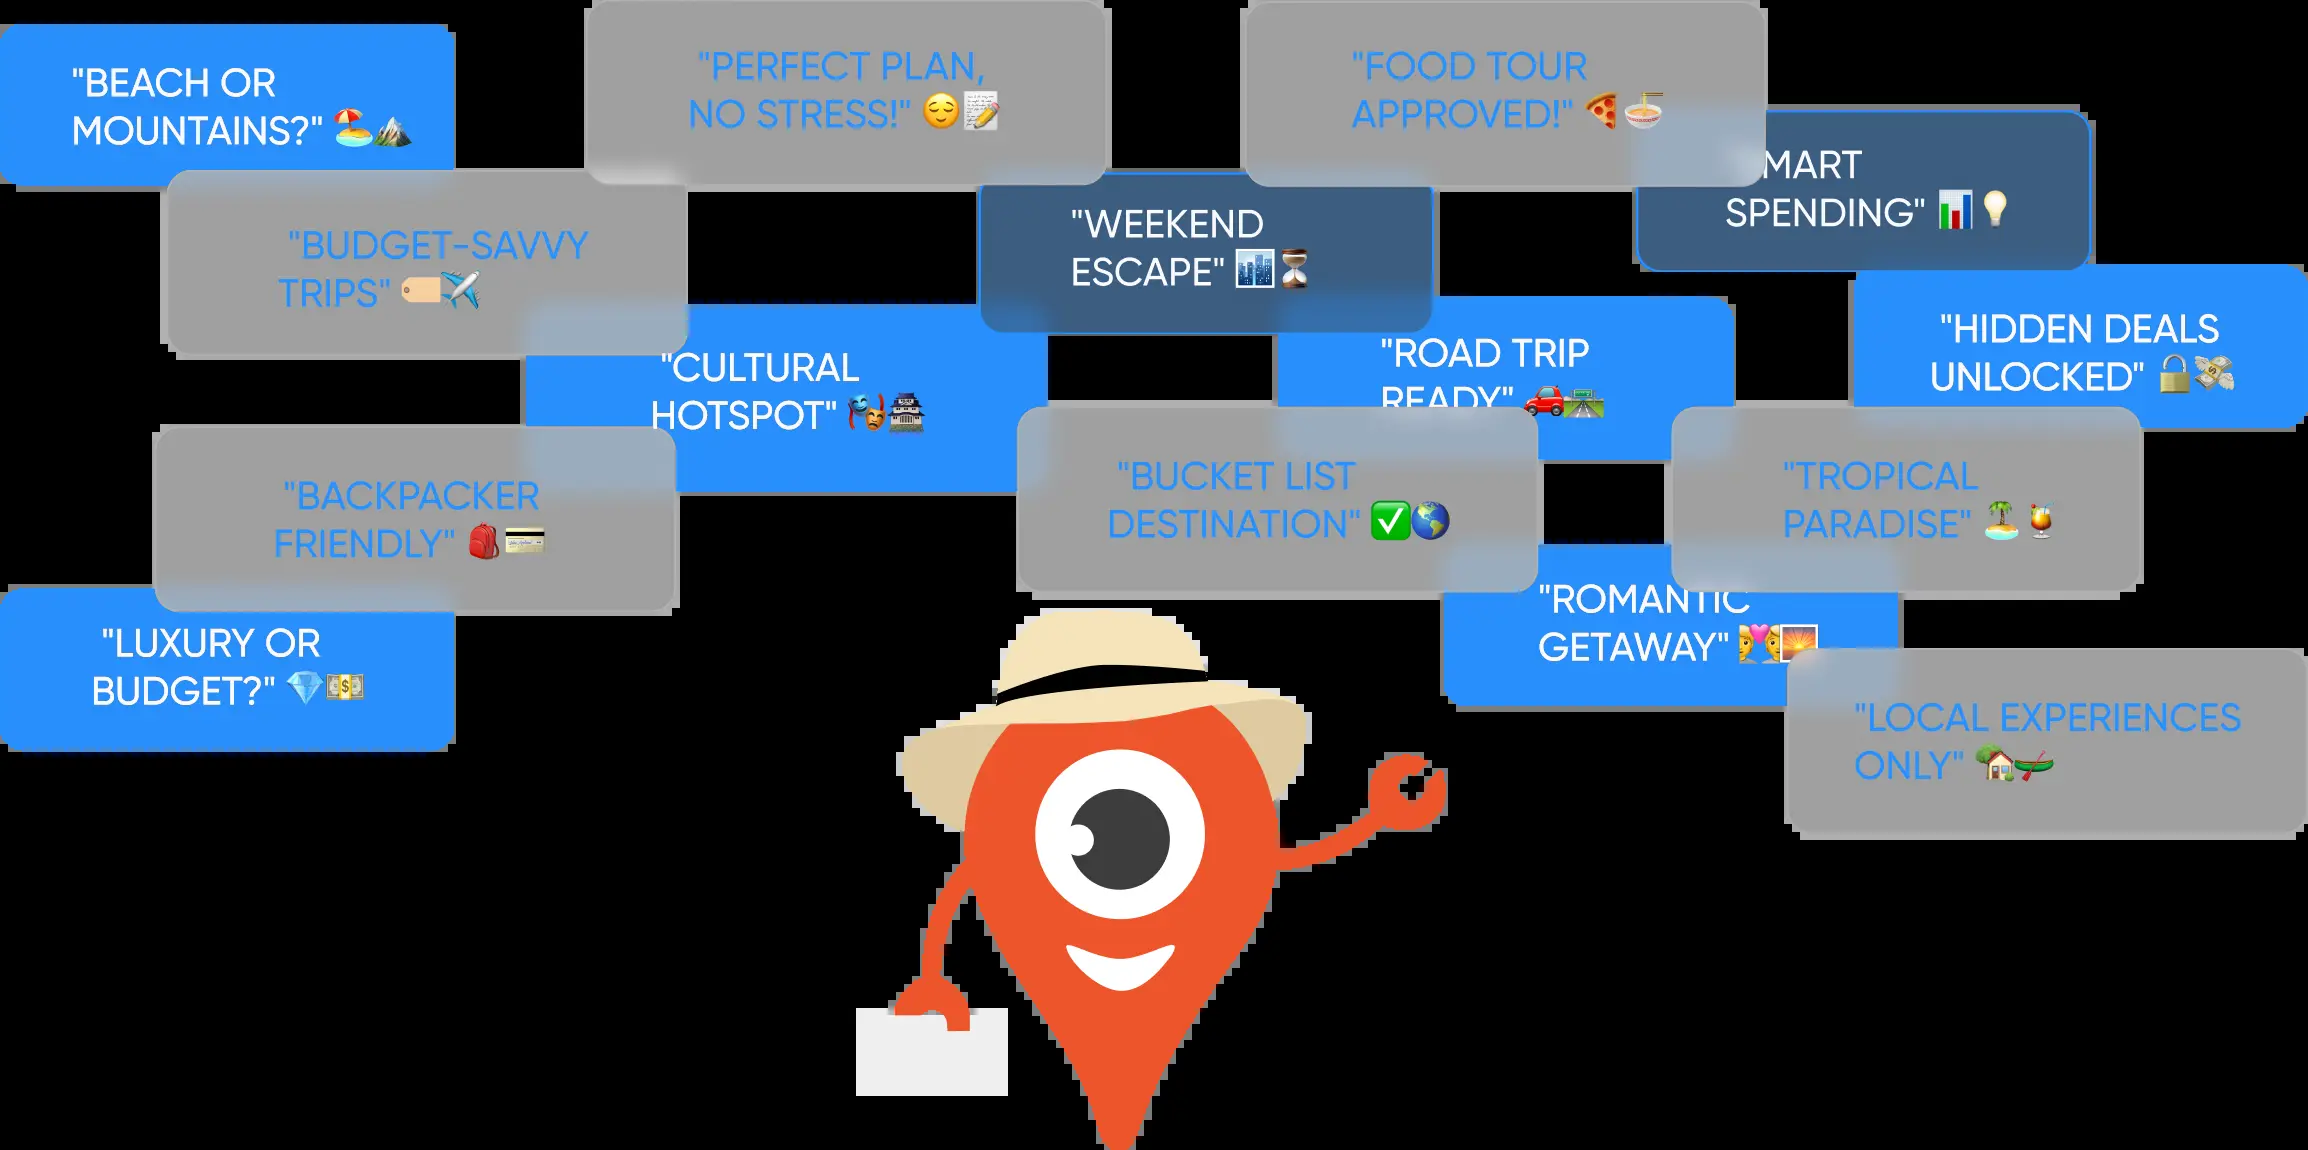 "BEACH OR
MOUNTAINS?" 🏖️⛰️
"PERFECT PLAN,
NO STRESS!" 😌📝
"FOOD TOUR
APPROVED!" 🍕🍜
MART
SPENDING" 📊💡
"BUDGET-SAVVY
TRIPS" 🏷️✈️
"WEEKEND
ESCAPE" 🏙️⏳
"HIDDEN DEALS
UNLOCKED" 🔓💸
"CULTURAL
HOTSPOT" 🎭🏯
"ROAD TRIP
READY" 🚗🛣️
"BACKPACKER
FRIENDLY" 🎒💳
"BUCKET LIST
DESTINATION" ✅🌎
"TROPICAL
PARADISE" 🏝️🍹
"LUXURY OR
BUDGET?" 💎💵
"ROMANTIC
GETAWAY" 💑🌅
"LOCAL EXPERIENCES
ONLY" 🏡🛶